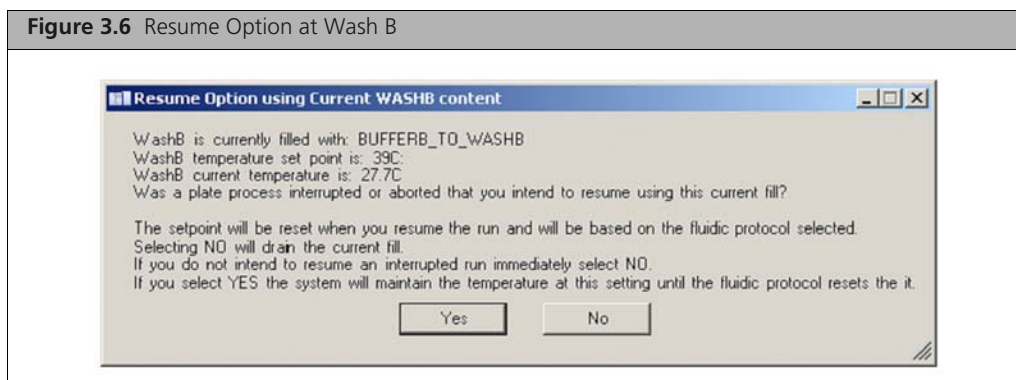 Figure 3.6 Resume Option at Wash B
Resume Option using Current WASHB content
WashB is currently filled with: BUFFERB_TO_WASHB
WashB temperature set point is: 39C:
WashB current temperature is: 27.7C
Was a plate process interrupted or aborted that you intend to resume using this current fill?
The setpoint will be reset when you resume the run and will be based on the fluidic protocol selected.
Selecting NO will drain the current fill.
If you do not intend to resume an interrupted run immediately select NO.
If you select YES the system will maintain the temperature at this setting until the fluidic protocol resets the it.
Yes
No